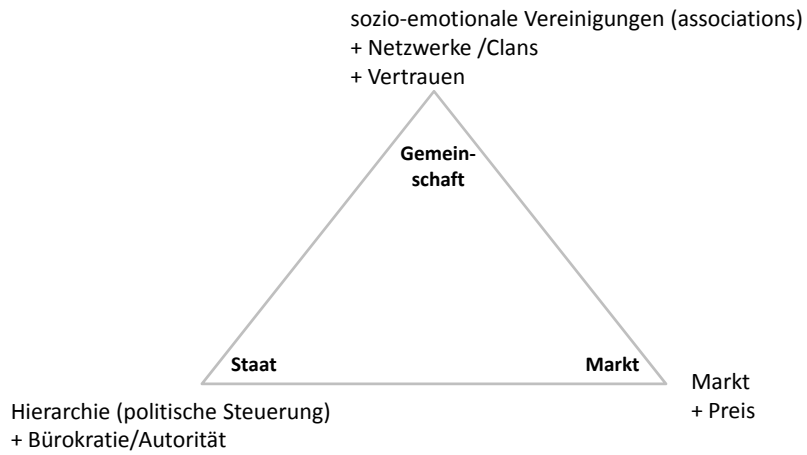 sozio-emotionale Vereinigungen (associations)
+ Netzwerke /Clans
+ Vertrauen
Gemein-
schaft
Staat
Markt
Markt
+ Preis
Hierarchie (politische Steuerung)
+ Bürokratie/Autorität